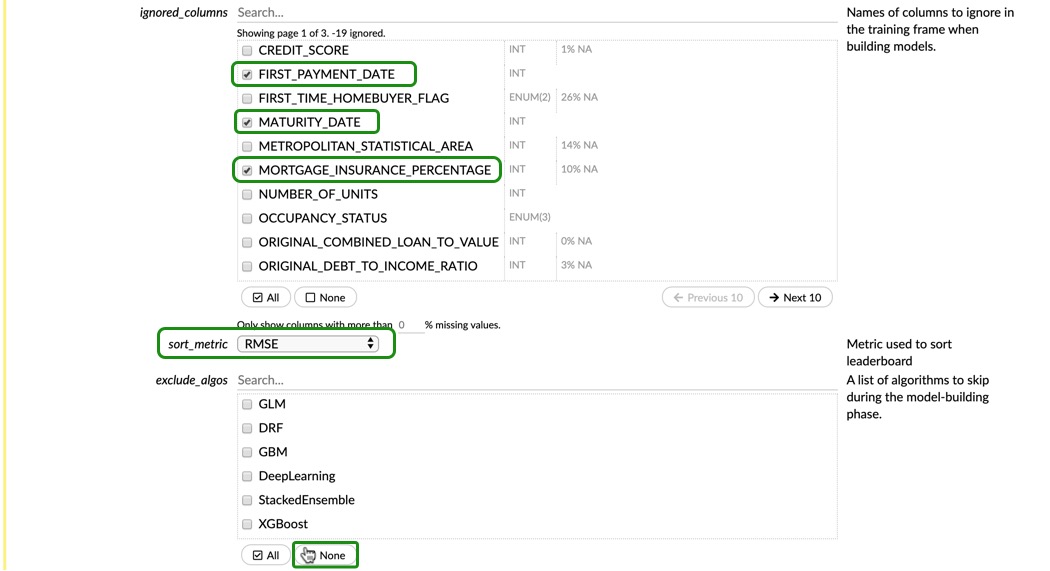 ignored_columns Search... Names of columns to ignore in
the training frame when
building models.
Showing page 1 of 3. -19 ignored.
CREDIT_SCORE INT 1% NA
FIRST_PAYMENT_DATE INT
FIRST_TIME_HOMEBUYER_FLAG ENUM(2) 26% NA
MATURITY_DATE INT
METROPOLITAN_STATISTICAL_AREA INT 14% NA
MORTGAGE_INSURANCE_PERCENTAGE INT 10% NA
NUMBER_OF_UNITS INT
OCCUPANCY_STATUS ENUM(3)
ORIGINAL_COMBINED_LOAN_TO_VALUE INT 0% NA
ORIGINAL_DEBT_TO_INCOME_RATIO INT 3% NA
All None Previous 10 Next 10
Only show columns with more than 0 % missing values.
sort_metric RMSE Metric used to sort
leaderboard
exclude_algos Search... A list of algorithms to skip
during the model-building
phase.
GLM
DRF
GBM
DeepLearning
StackedEnsemble
XGBoost
All None